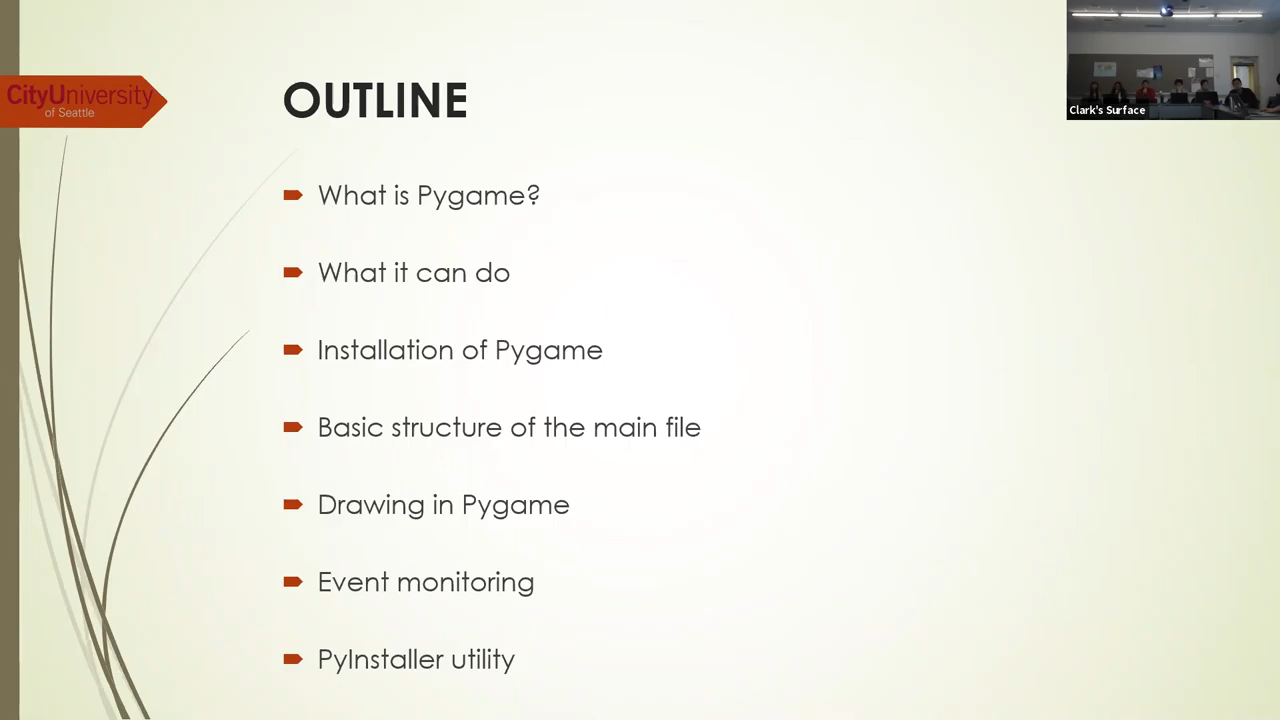 CityUniversity
of Seattle
OUTLINE
Clark's Surface
What is Pygame?
What it can do
Installation of Pygame
Basic structure of the main file
Drawing in Pygame
Event monitoring
PyInstaller utility